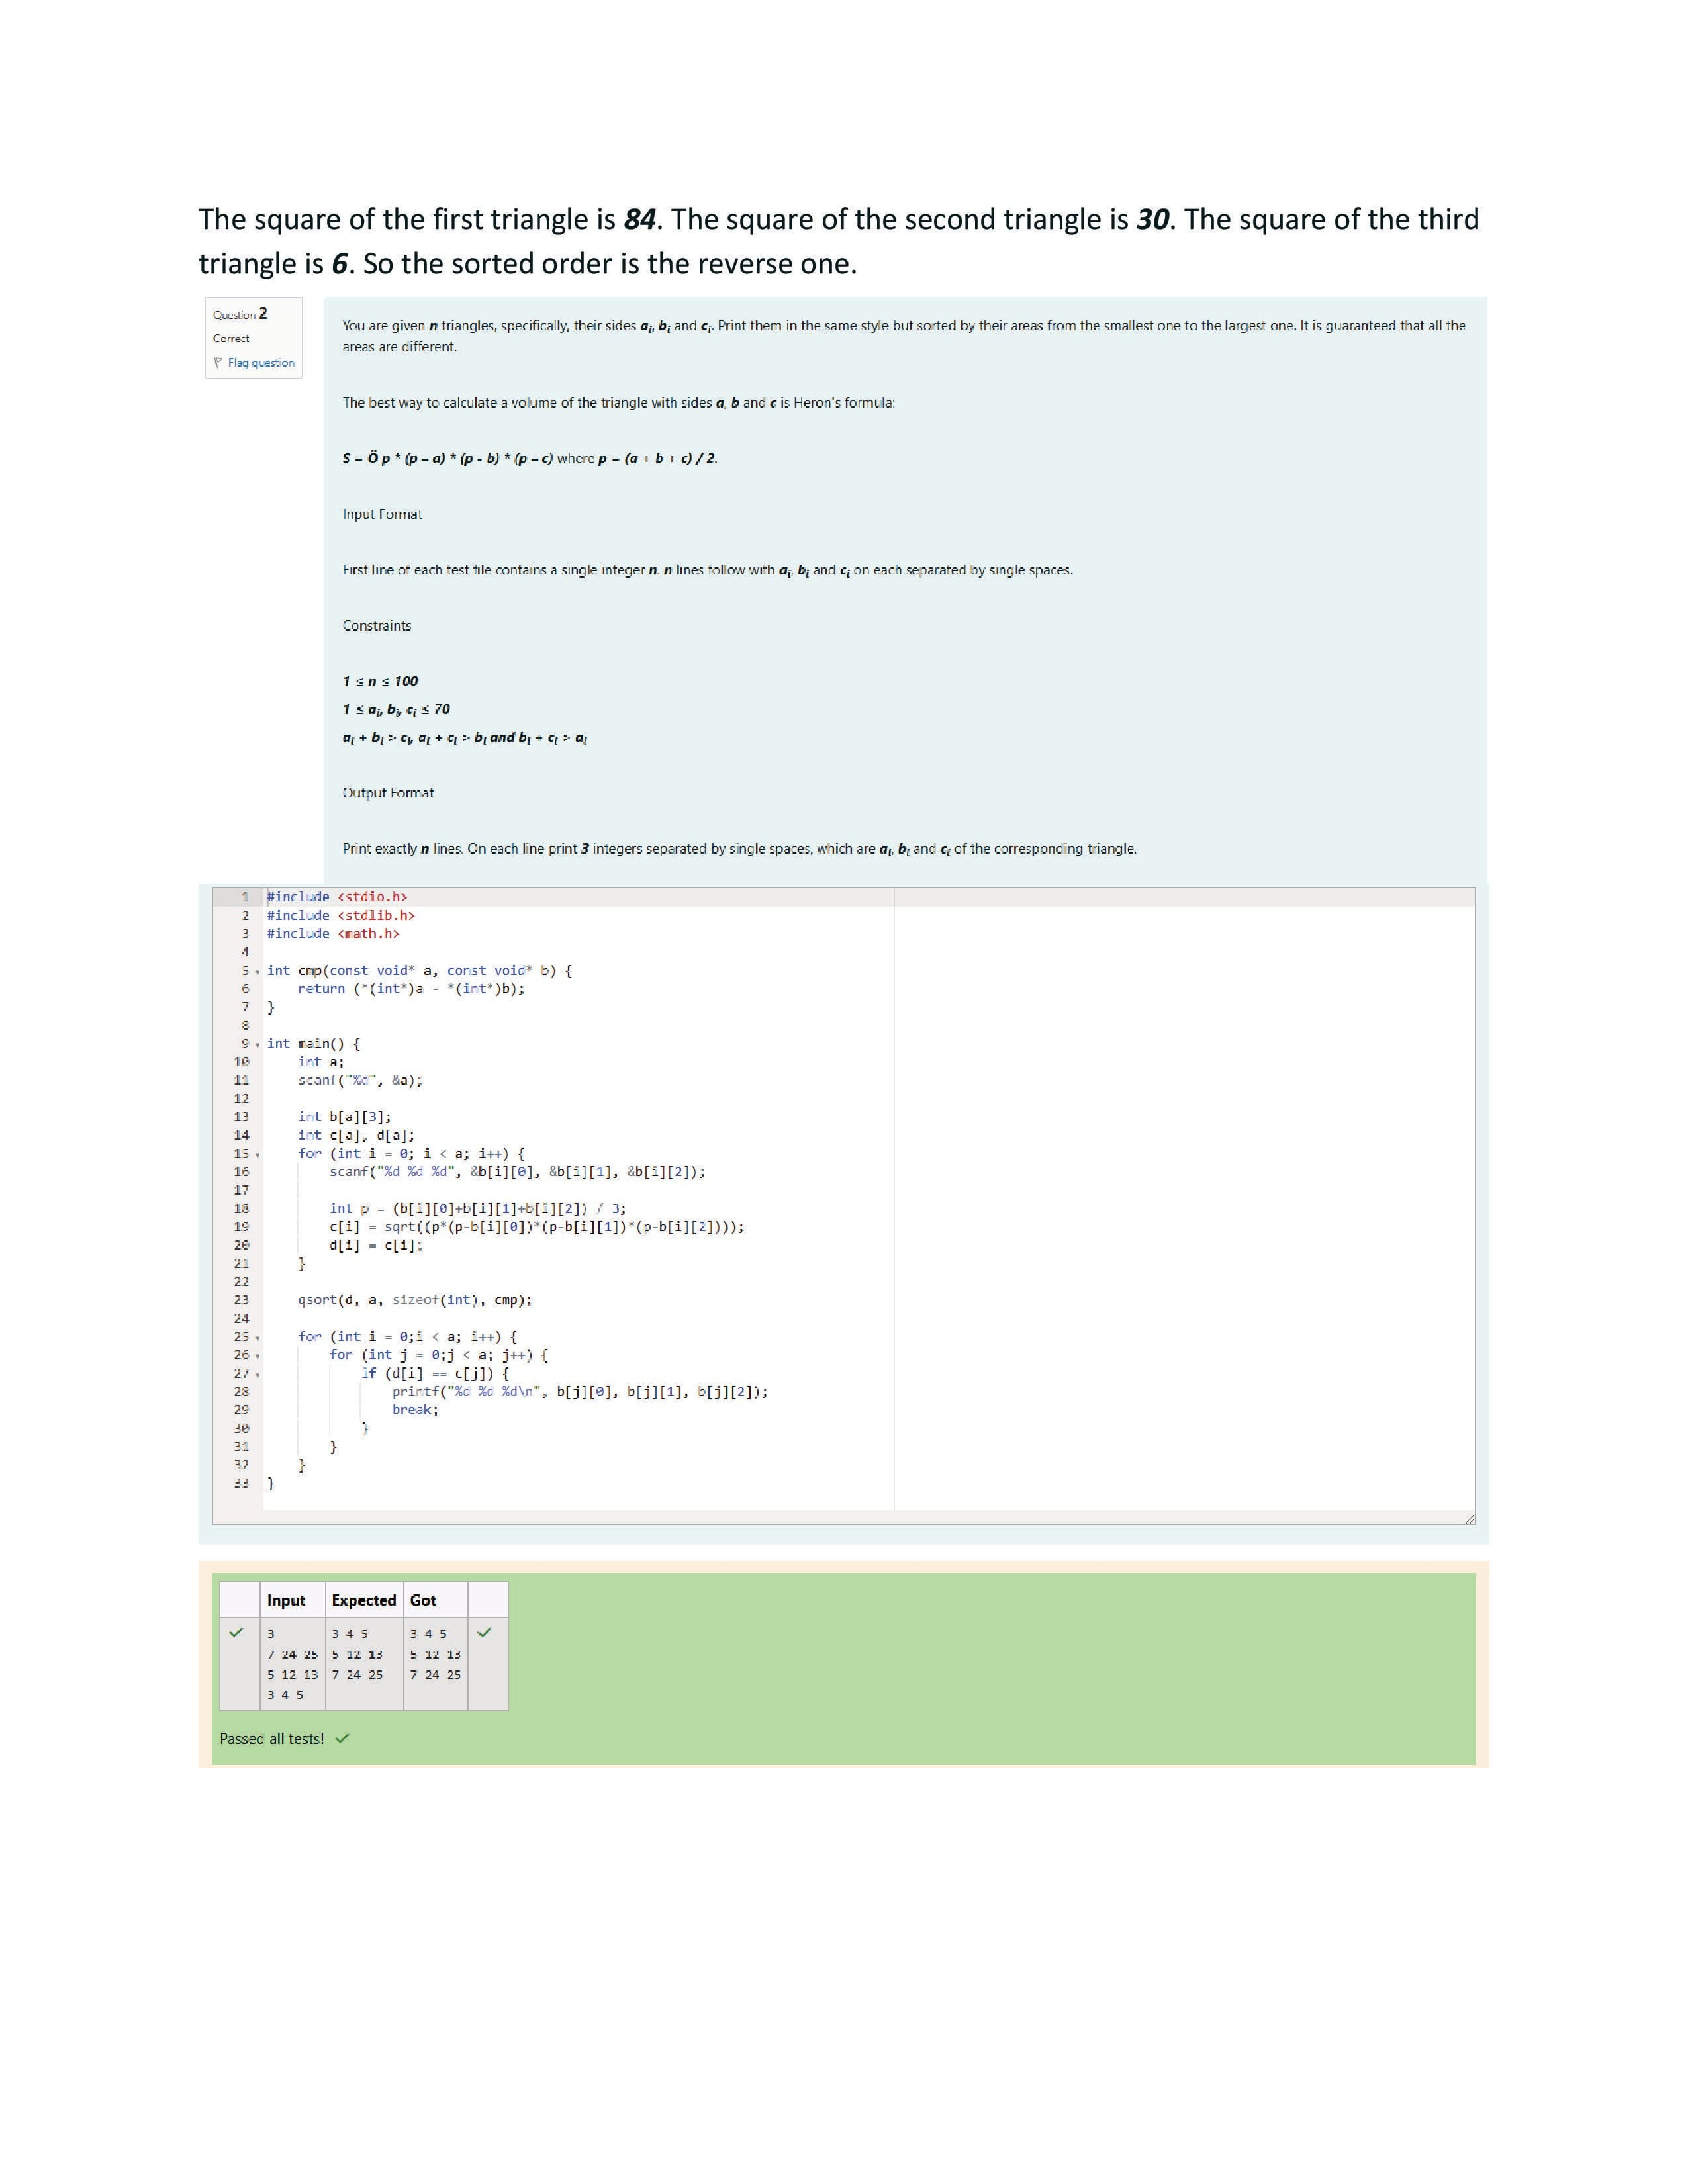 The square of the first triangle is 84. The square of the second triangle is 30. The square of the third
triangle is 6. So the sorted order is the reverse one.
Question 2
Correct
Flag question
You are given n triangles, specifically, their sides ai, bi and ci. Print them in the same style but sorted by their areas from the smallest one to the largest one. It is guaranteed that all the
areas are different.
The best way to calculate a volume of the triangle with sides a, b and c is Heron's formula:
S = Ö p * (p – a) * (p - b) * (p – c) where p = (a + b + c) / 2.
Input Format
First line of each test file contains a single integer n. n lines follow with ai, bi and ci on each separated by single spaces.
Constraints
1 ≤ n ≤ 100
1 ≤ ai, bi, ci ≤ 70
ai + bi > ci, ai + ci > bi and bi + ci > ai
Output Format
Print exactly n lines. On each line print 3 integers separated by single spaces, which are ai, bi and ci of the corresponding triangle.
1 #include <stdio.h>
2 #include <stdlib.h>
3 #include <math.h>
4
5 int cmp(const void* a, const void* b) {
6 return (*(int*)a - *(int*)b);
7 }
8
9 int main() {
10 int a;
11 scanf("%d", &a);
12
13 int b[a][3];
14 int c[a], d[a];
15 for (int i = 0; i < a; i++) {
16 scanf("%d %d %d", &b[i][0], &b[i][1], &b[i][2]);
17
18 int p = (b[i][0]+b[i][1]+b[i][2]) / 3;
19 c[i] = sqrt((p*(p-b[i][0])*(p-b[i][1])*(p-b[i][2])));
20 d[i] = c[i];
21 }
22
23 qsort(d, a, sizeof(int), cmp);
24
25 for (int i = 0;i < a; i++) {
26 for (int j = 0;j < a; j++) {
27 if (d[i] == c[j]) {
28 printf("%d %d %d\n", b[j][0], b[j][1], b[j][2]);
29 break;
30 }
31 }
32 }
33 }
Input Expected Got
3 3 4 5 3 4 5
7 24 25 5 12 13 5 12 13
5 12 13 7 24 25 7 24 25
3 4 5
Passed all tests!